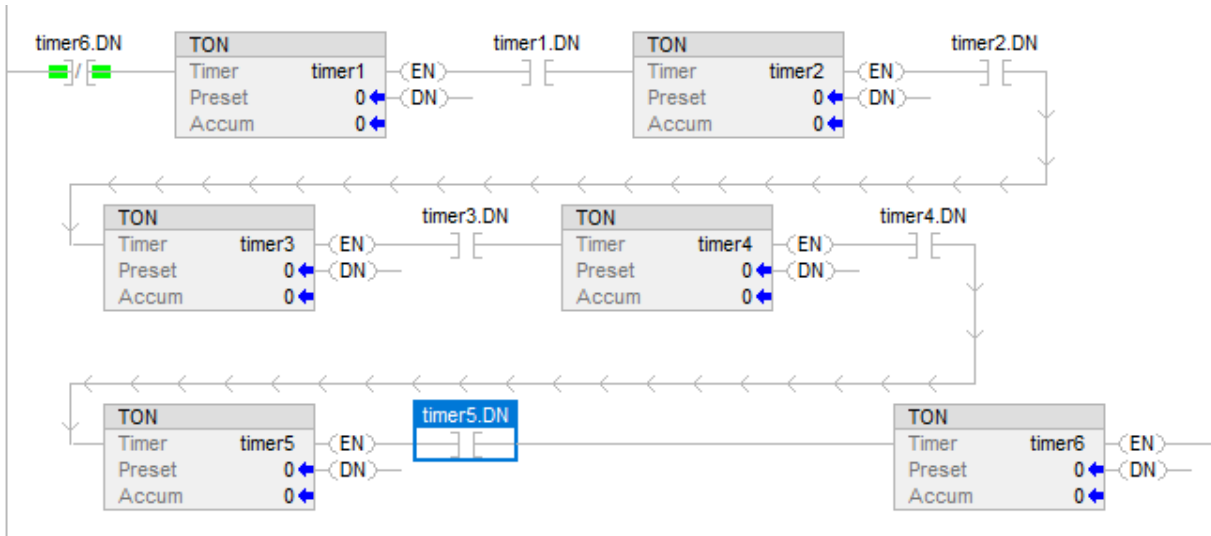 timer6.DN TON timer1.DN TON timer2.DN
Timer timer1 EN Timer timer2 EN
Preset 0 DN Preset 0 DN
Accum 0 Accum 0
TON timer3.DN TON timer4.DN
Timer timer3 EN Timer timer4 EN
Preset 0 DN Preset 0 DN
Accum 0 Accum 0
TON timer5.DN TON
Timer timer5 EN Timer timer6 EN
Preset 0 DN Preset 0 DN
Accum 0 Accum 0